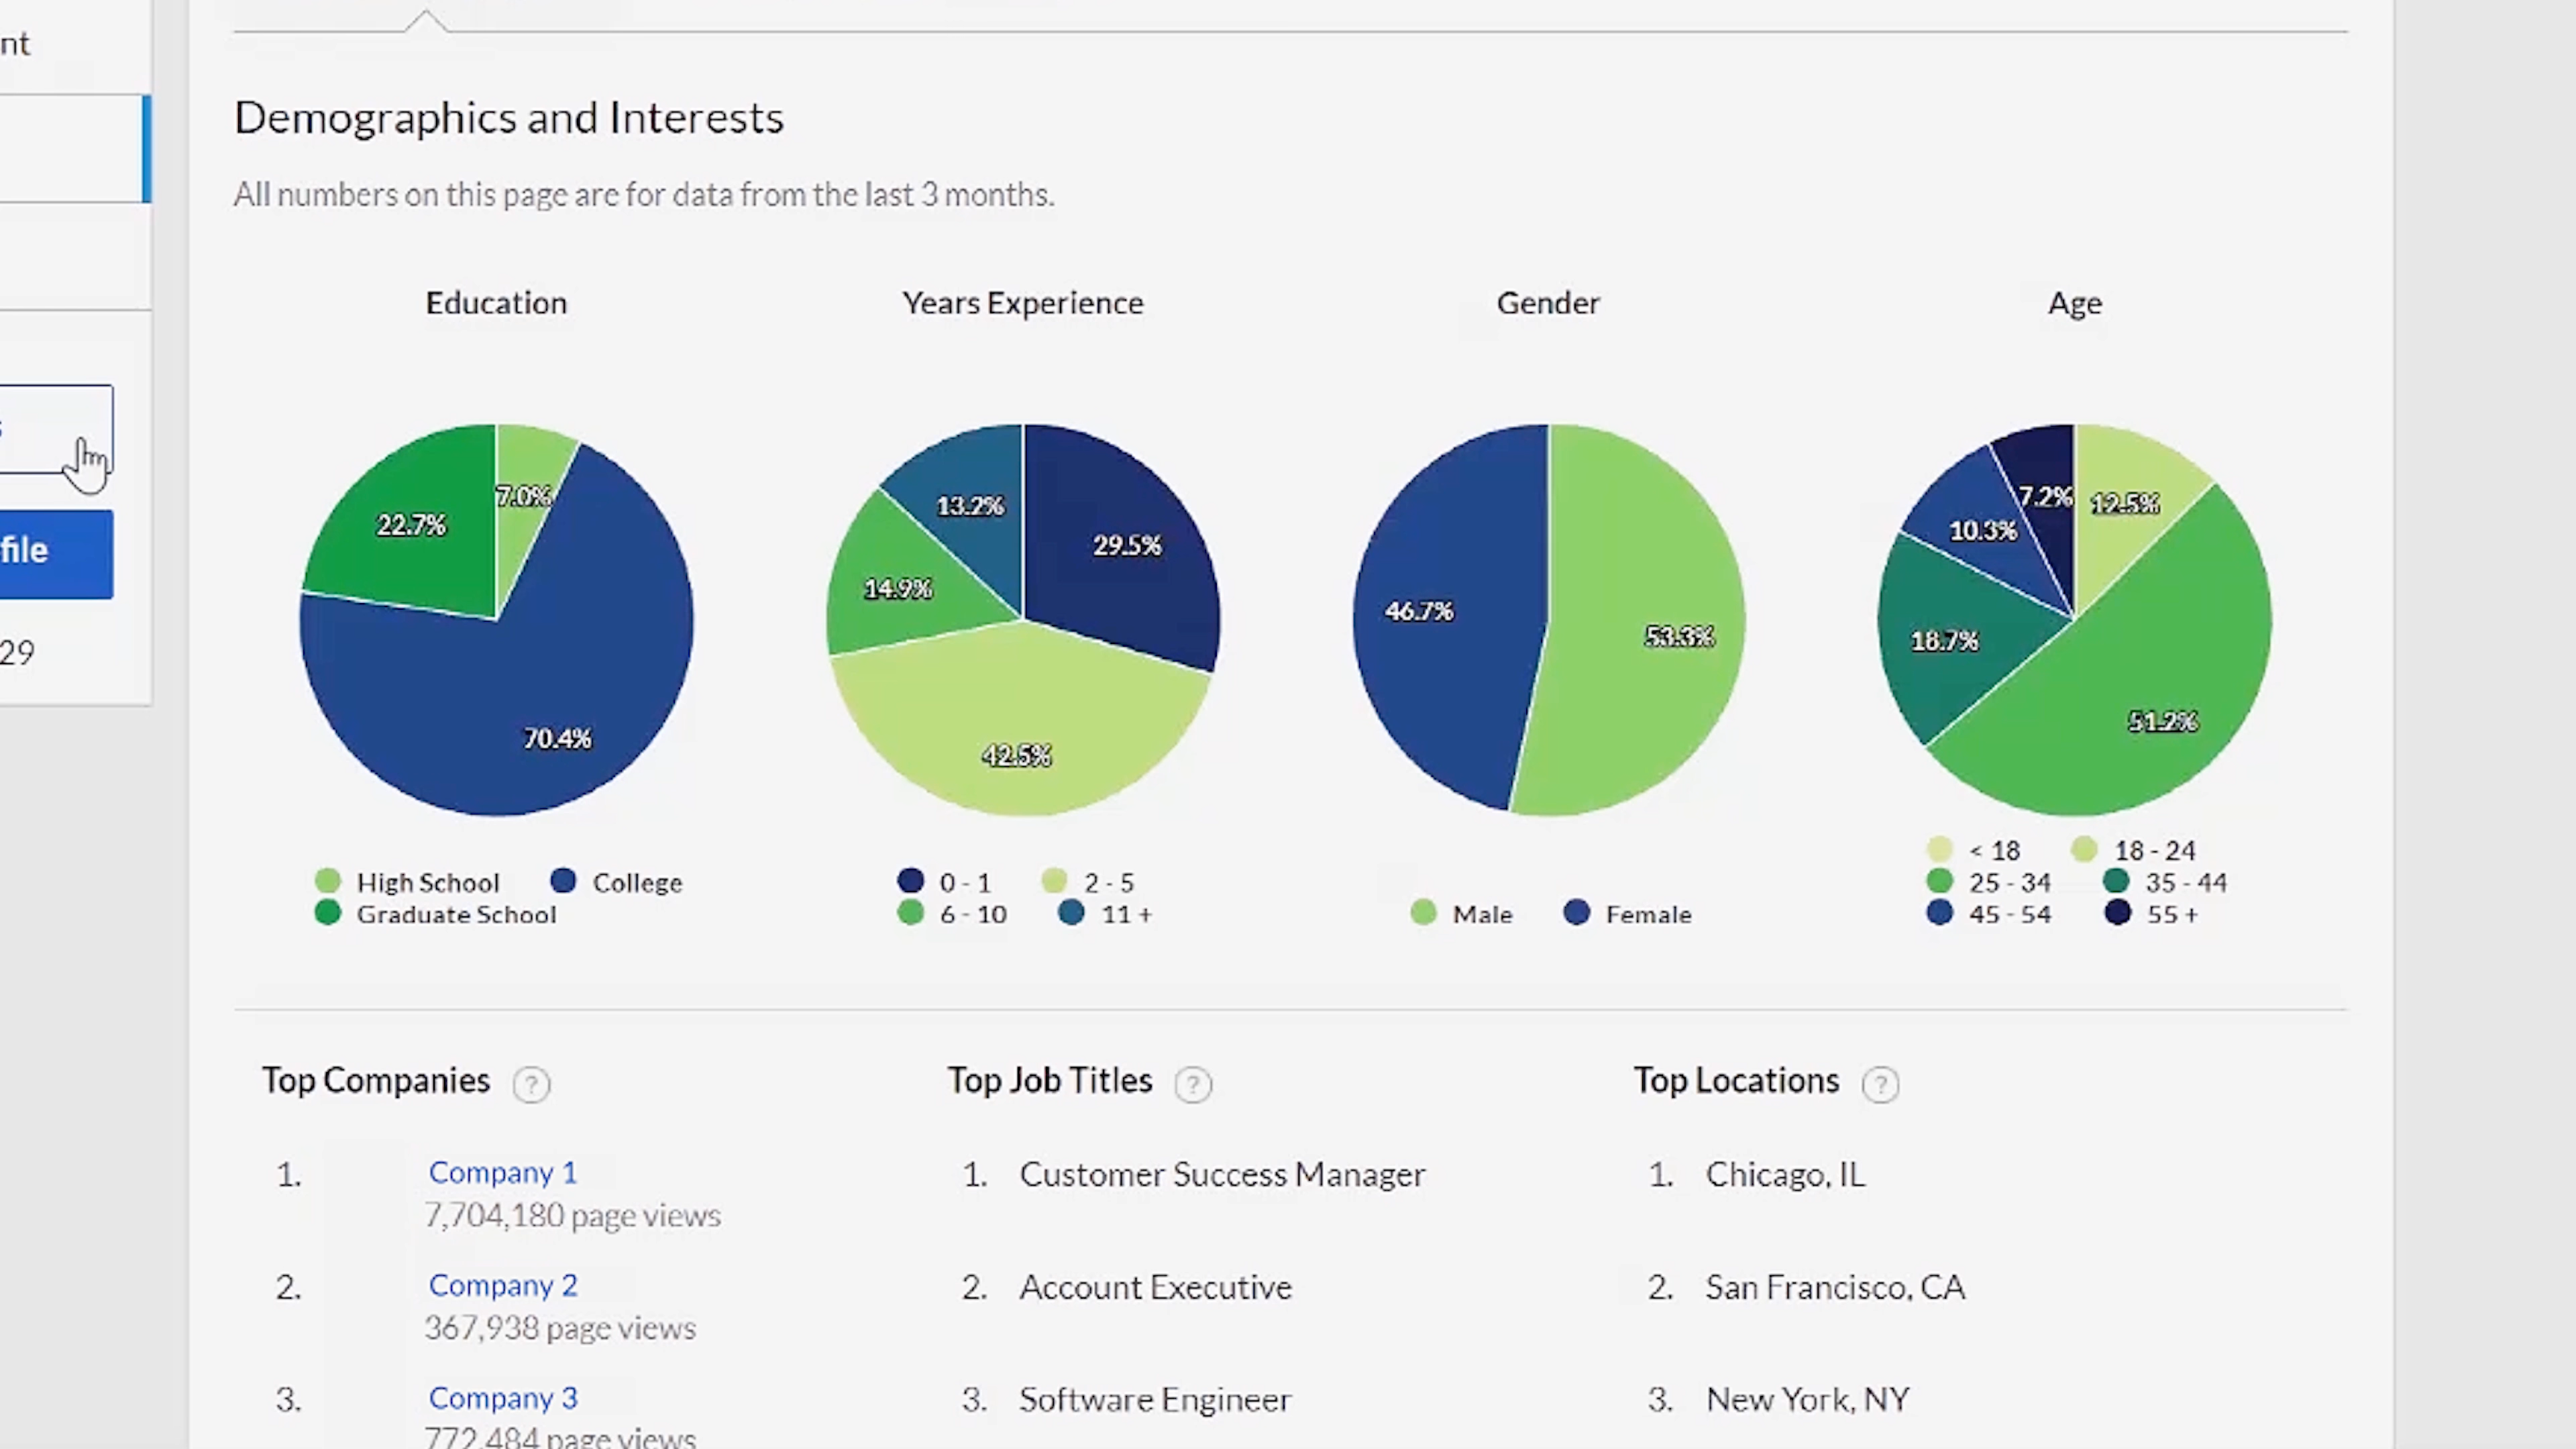 nt
Demographics and Interests
All numbers on this page are for data from the last 3 months.
Education
Years Experience
Gender
Age
s
file
29
7.0%
22.7%
70.4%
13.2%
29.5%
14.9%
42.5%
46.7%
53.3%
7.2%
12.5%
10.3%
18.7%
51.2%
High School College
Graduate School
0 - 1 2 - 5
6 - 10 11 +
Male Female
< 18 18 - 24
25 - 34 35 - 44
45 - 54 55 +
Top Companies ?
1. Company 1
7,704,180 page views
2. Company 2
367,938 page views
3. Company 3
772,484 page views
Top Job Titles ?
1. Customer Success Manager
2. Account Executive
3. Software Engineer
Top Locations ?
1. Chicago, IL
2. San Francisco, CA
3. New York, NY